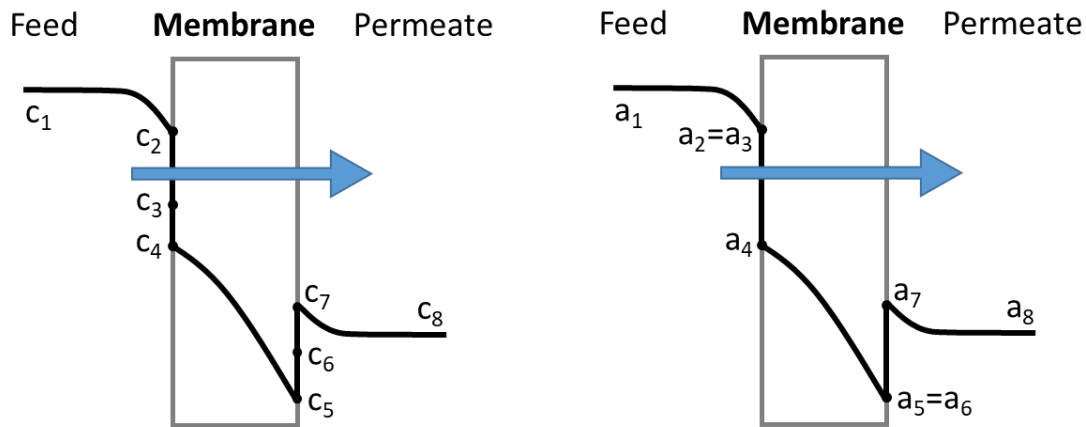 Feed Membrane Permeate
c₁
c₂
c₃
c₄
c₇
c₈
c₆
c₅
Feed Membrane Permeate
a₁
a₂=a₃
a₄
a₇
a₈
a₅=a₆